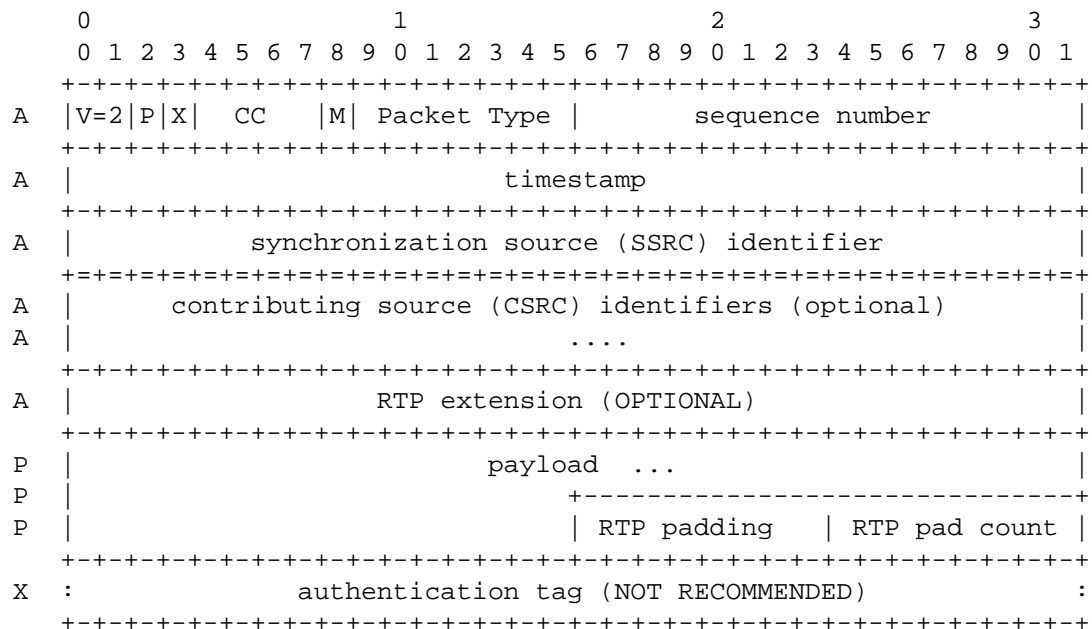 0                   1                   2                   3
     0 1 2 3 4 5 6 7 8 9 0 1 2 3 4 5 6 7 8 9 0 1 2 3 4 5 6 7 8 9 0 1
    +-+-+-+-+-+-+-+-+-+-+-+-+-+-+-+-+-+-+-+-+-+-+-+-+-+-+-+-+-+-+-+-+
A   |V=2|P|X|  CC   |M| Packet Type |       sequence number         |
    +-+-+-+-+-+-+-+-+-+-+-+-+-+-+-+-+-+-+-+-+-+-+-+-+-+-+-+-+-+-+-+-+
A   |                           timestamp                           |
    +-+-+-+-+-+-+-+-+-+-+-+-+-+-+-+-+-+-+-+-+-+-+-+-+-+-+-+-+-+-+-+-+
A   |           synchronization source (SSRC) identifier            |
    +=+=+=+=+=+=+=+=+=+=+=+=+=+=+=+=+=+=+=+=+=+=+=+=+=+=+=+=+=+=+=+=+
A   |      contributing source (CSRC) identifiers (optional)        |
A   |                               ....                            |
    +-+-+-+-+-+-+-+-+-+-+-+-+-+-+-+-+-+-+-+-+-+-+-+-+-+-+-+-+-+-+-+-+
A   |                   RTP extension (OPTIONAL)                    |
    +-+-+-+-+-+-+-+-+-+-+-+-+-+-+-+-+-+-+-+-+-+-+-+-+-+-+-+-+-+-+-+-+
P   |                          payload  ...                         |
P   |                               +-------------------------------+
P   |                               | RTP padding   | RTP pad count |
    +-+-+-+-+-+-+-+-+-+-+-+-+-+-+-+-+-+-+-+-+-+-+-+-+-+-+-+-+-+-+-+-+
X   :              authentication tag (NOT RECOMMENDED)             :
    +-+-+-+-+-+-+-+-+-+-+-+-+-+-+-+-+-+-+-+-+-+-+-+-+-+-+-+-+-+-+-+-+